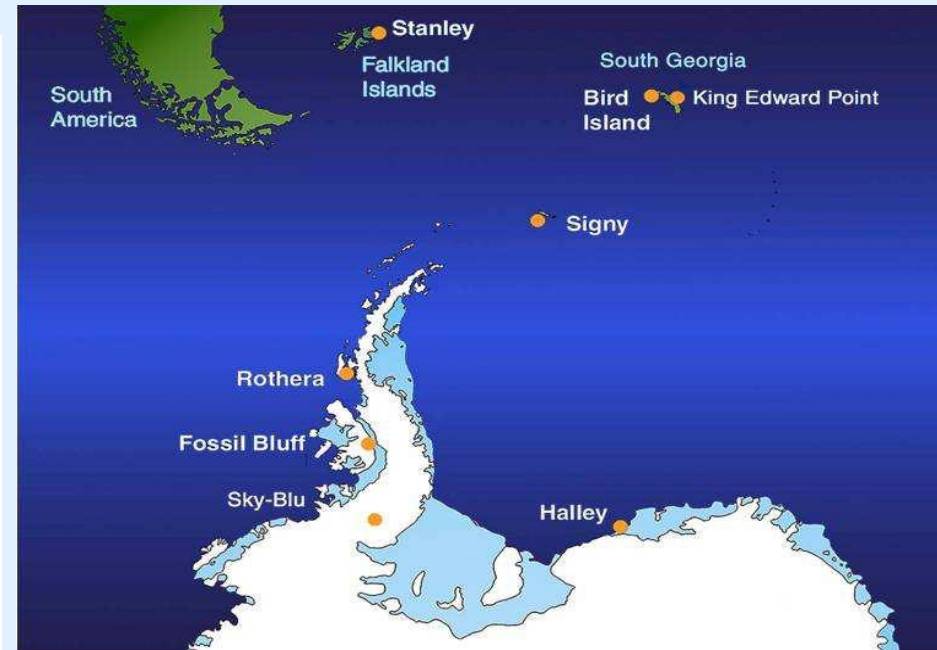 Stanley
Falkland
Islands
South
America
South Georgia
Bird
Island
King Edward Point
Signy
Rothera
Fossil Bluff
Sky-Blu
Halley